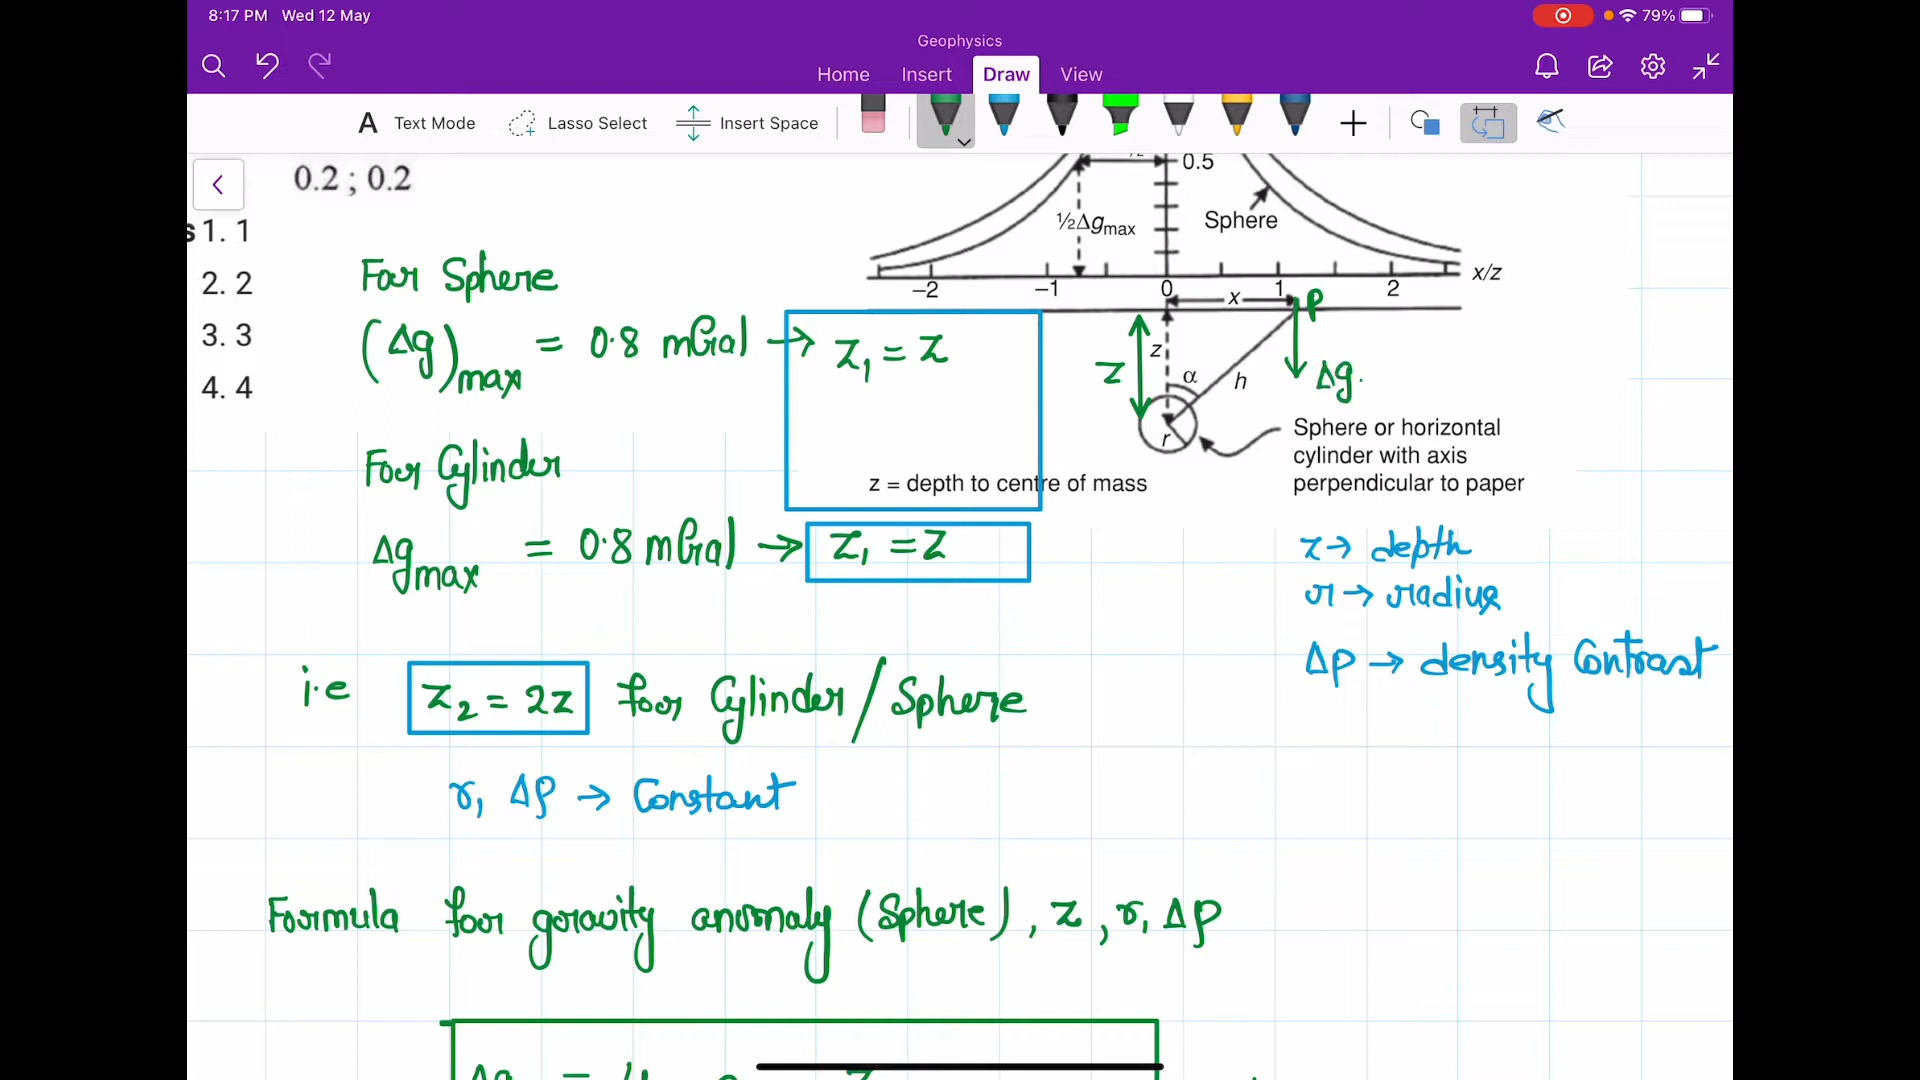 8:17 PM Wed 12 May
79%
Geophysics
Home Insert Draw View
A Text Mode Lasso Select Insert Space
0.2 ; 0.2
s 1. 1
2. 2
3. 3
4. 4
0.5
½Δgmax
Sphere
x/z
−2 −1 0 1 2
x
P
For Sphere
(Δg)max = 0.8 mGal → z₁ = z
z
z
α
h
Δg.
r
Sphere or horizontal
cylinder with axis
perpendicular to paper
z = depth to centre of mass
For Cylinder
Δgmax = 0.8 mGal → z₁ = z
z → depth
r → radius
Δρ → density Contrast
i.e z₂ = 2z for Cylinder / Sphere
r, Δρ → Constant
Formula for gravity anomaly (Sphere), z, r, Δρ